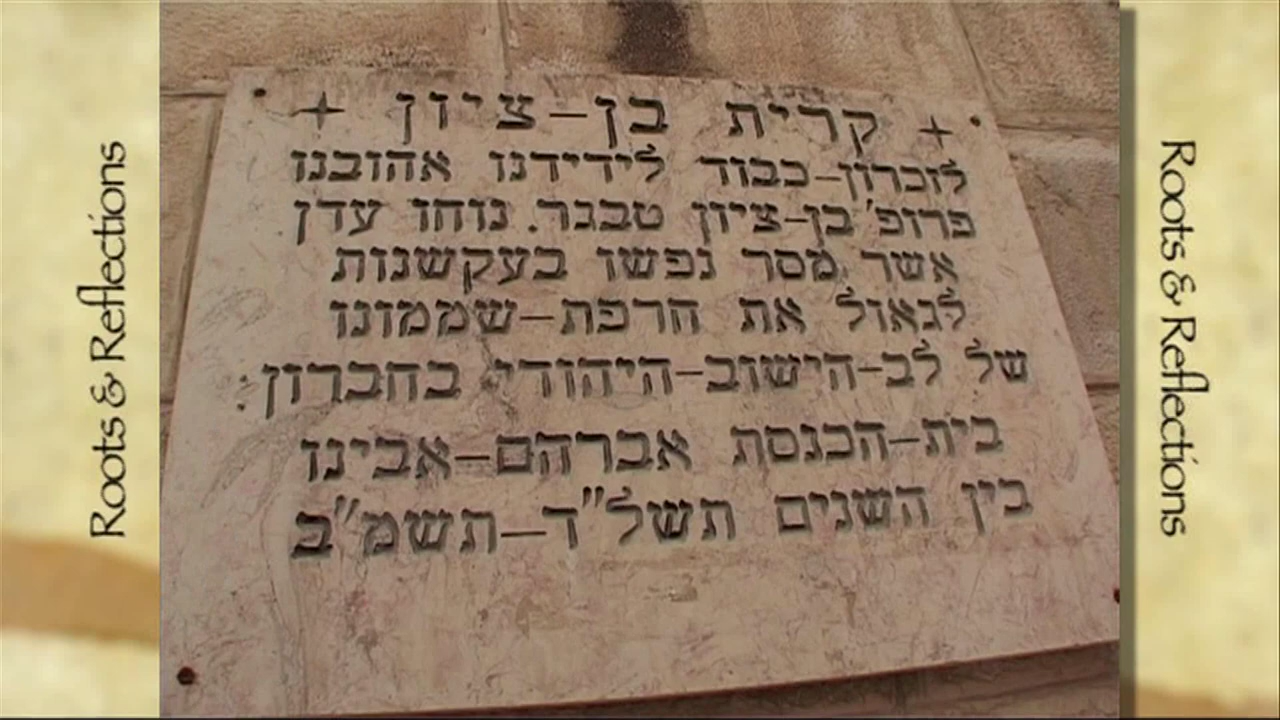 Roots & Reflections
קרית בן-ציון
לזכרון-כבוד לידידנו אהובנו
פרופ' בן-ציון טבגר. נוחו עדן
אשר מסר נפשו בעקשנות
לגאול את חרפת-שממונו
של לב-הישוב-היהודי בחברון:
בית-הכנסת אברהם-אבינו
בין השנים תשל"ד-תשמ"ב
Roots & Reflections